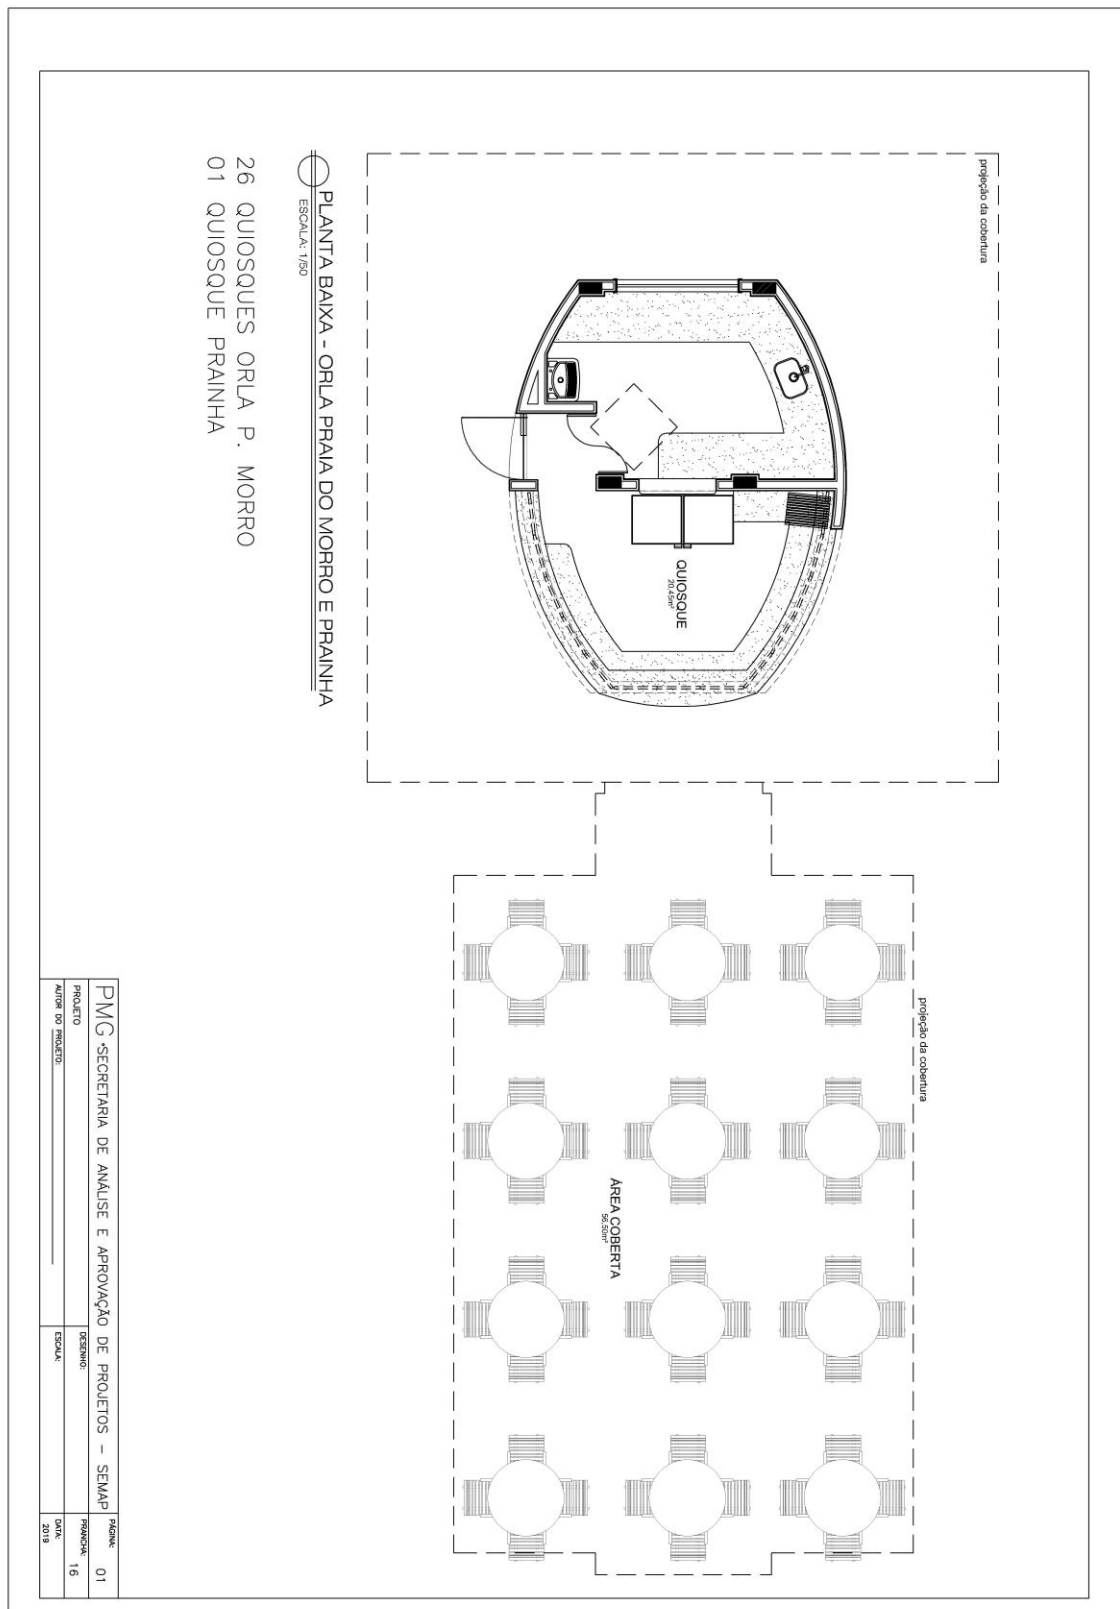 projeção da cobertura
QUIOSQUE
20,45m²
projeção da cobertura
ÁREA COBERTA
56,50m²
PLANTA BAIXA - ORLA PRAIA DO MORRO E PRAINHA
ESCALA: 1/50
26 QUIOSQUES ORLA P. MORRO
01 QUIOSQUE PRAINHA
PMG •SECRETARIA DE ANÁLISE E APROVAÇÃO DE PROJETOS - SEMAP
PÁGINA: 01
PROJETO
DESENHO:
PRANCHA: 16
AUTOR DO PROJETO:
ESCALA:
DATA: 2019